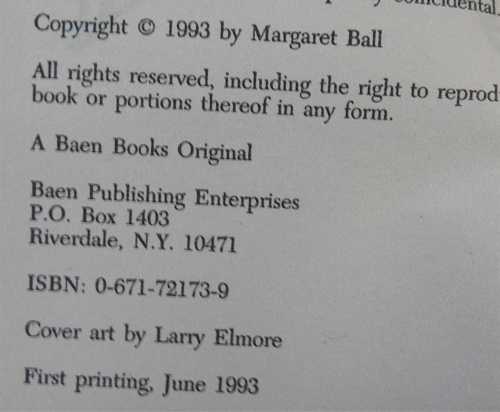 coincidental.
Copyright © 1993 by Margaret Ball
All rights reserved, including the right to reprod
book or portions thereof in any form.
A Baen Books Original
Baen Publishing Enterprises
P.O. Box 1403
Riverdale, N.Y. 10471
ISBN: 0-671-72173-9
Cover art by Larry Elmore
First printing, June 1993